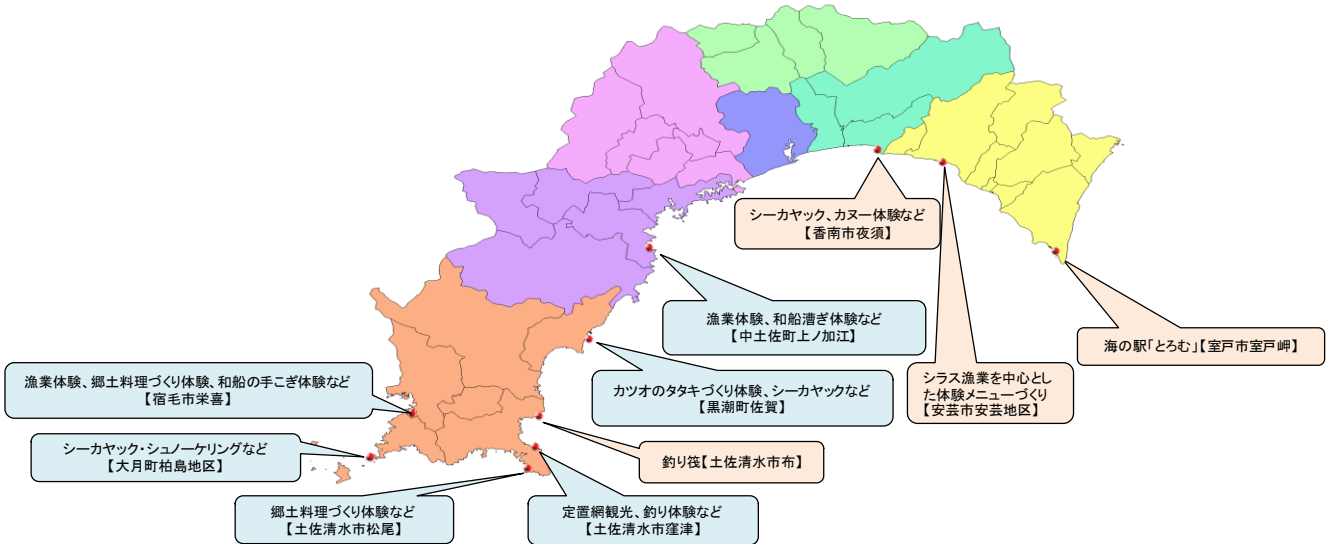 シーカヤック、カヌー体験など
【香南市夜須】
漁業体験、和船漕ぎ体験など
【中土佐町上ノ加江】
海の駅「とろむ」【室戸市室戸岬】
シラス漁業を中心とし
た体験メニューづくり
【安芸市安芸地区】
カツオのタタキづくり体験、シーカヤックなど
【黒潮町佐賀】
漁業体験、郷土料理づくり体験、和船の手こぎ体験など
【宿毛市栄喜】
シーカヤック・シュノーケリングなど
【大月町柏島地区】
釣り筏【土佐清水市布】
郷土料理づくり体験など
【土佐清水市松尾】
定置網観光、釣り体験など
【土佐清水市窪津】